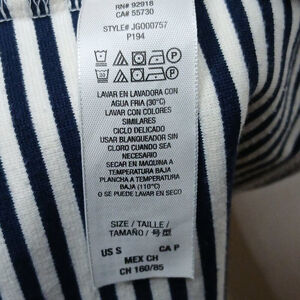 RN# 92918
CA# 55730
STYLE# JG000757
P194
LAVAR EN LAVADORA CON
AGUA FRIA (30°C)
LAVAR CON COLORES
SIMILARES
CICLO DELICADO
USAR BLANQUEADOR SIN
CLORO CUANDO SEA
NECESARIO
SECAR EN MAQUINA A
TEMPERATURA BAJA
PLANCHA A TEMPERATURA
BAJA (110°C)
O SE PUEDE LAVAR EN SECO
SIZE / TAILLE /
TAMAÑO / 号型
US S CA P
MEX CH
CH 160/85